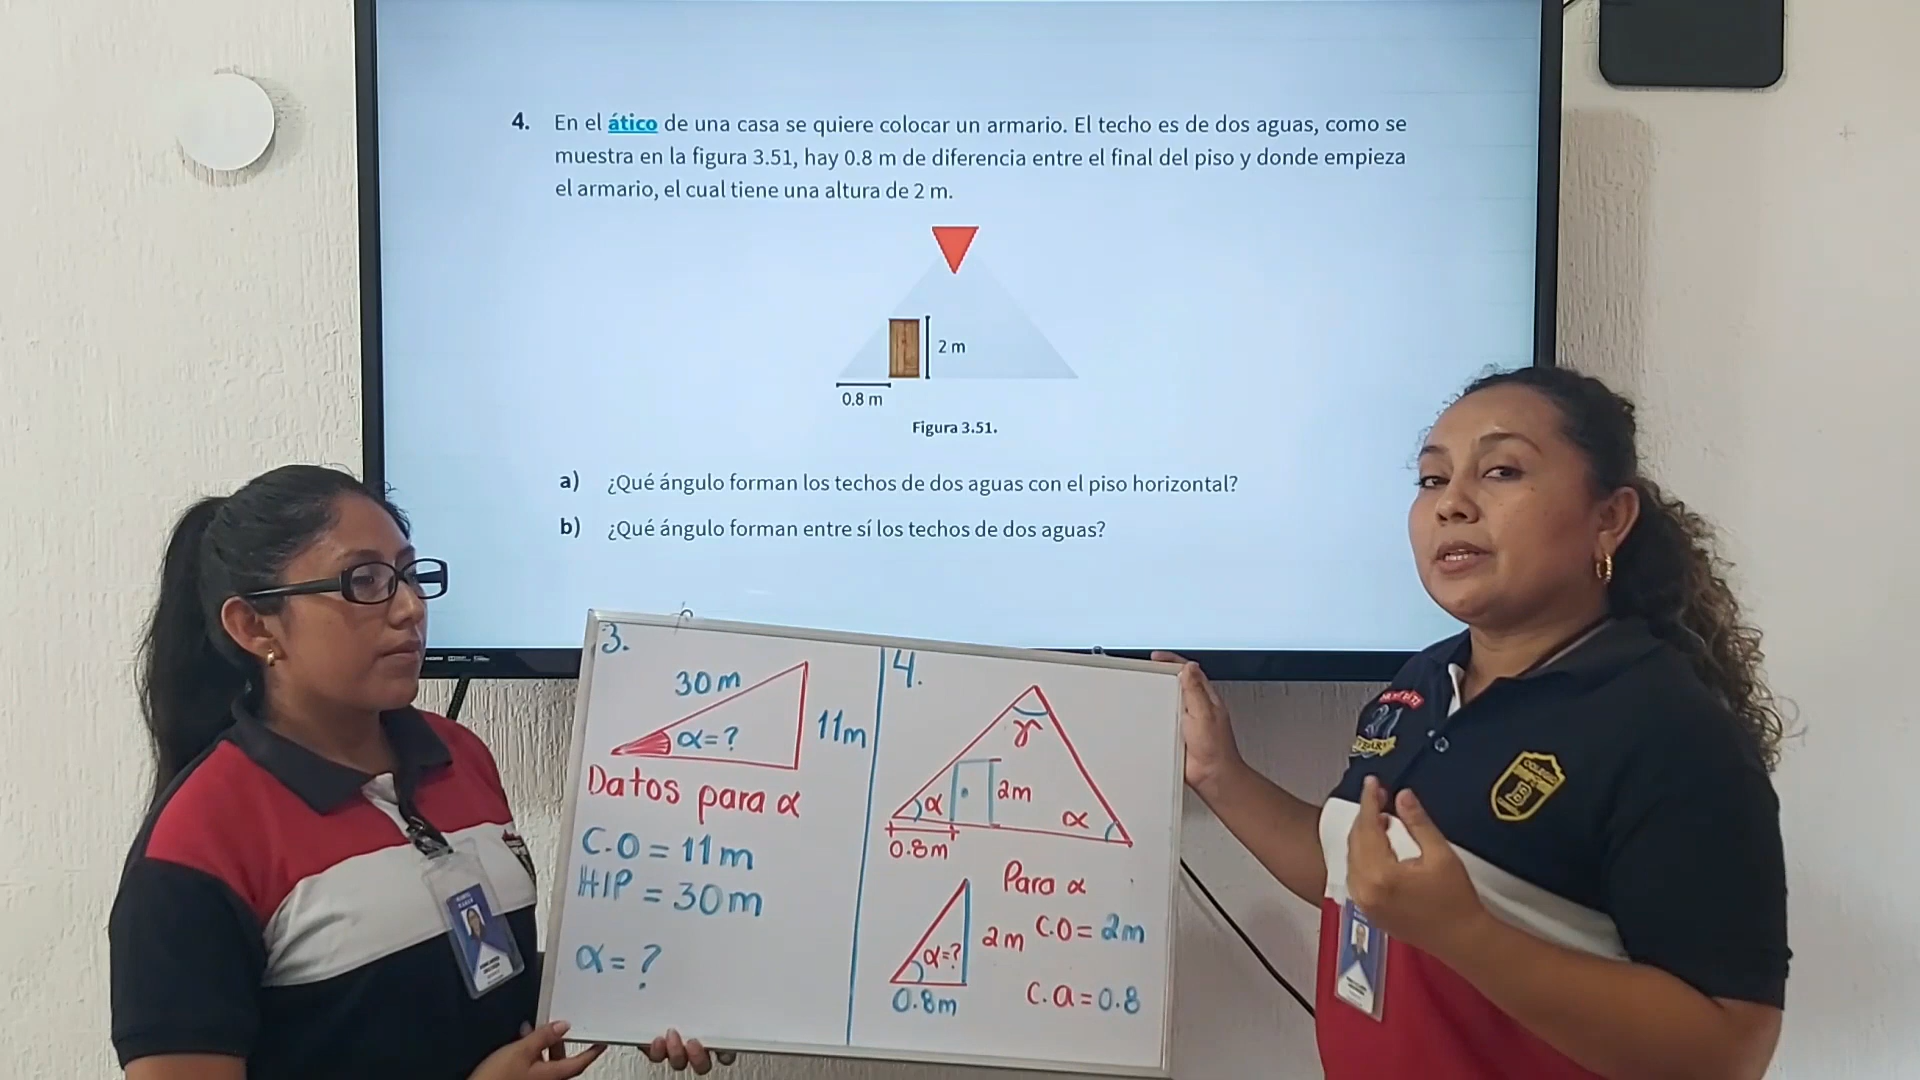 4. En el ático de una casa se quiere colocar un armario. El techo es de dos aguas, como se
muestra en la figura 3.51, hay 0.8 m de diferencia entre el final del piso y donde empieza
el armario, el cual tiene una altura de 2 m.
2 m
0.8 m
Figura 3.51.
a) ¿Qué ángulo forman los techos de dos aguas con el piso horizontal?
b) ¿Qué ángulo forman entre sí los techos de dos aguas?
3.
30m
α=?
11m
Datos para α
C.O = 11m
HIP = 30m
α = ?
4.
γ
α
2m
α
0.8m
Para α
2m
C.O= 2m
α=?
0.8m
C.a=0.8
COLEGIO